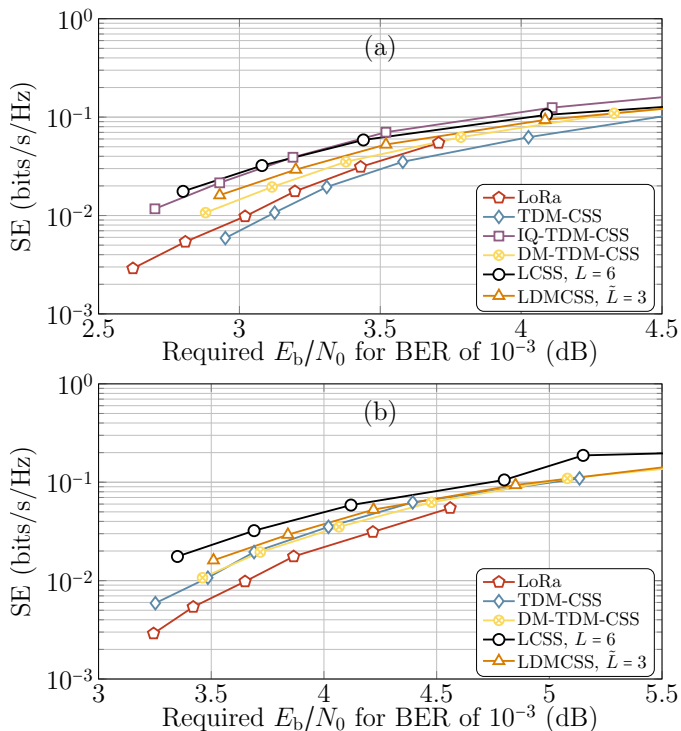 10⁰
(a)
10⁻¹
SE (bits/s/Hz)
10⁻²
10⁻³
LoRa
TDM-CSS
IQ-TDM-CSS
DM-TDM-CSS
LCSS, L = 6
LDMCSS, L̃ = 3
2.5 3 3.5 4 4.5
Required E_b/N_0 for BER of 10⁻³ (dB)
10⁰
(b)
10⁻¹
SE (bits/s/Hz)
10⁻²
10⁻³
LoRa
TDM-CSS
DM-TDM-CSS
LCSS, L = 6
LDMCSS, L̃ = 3
3 3.5 4 4.5 5 5.5
Required E_b/N_0 for BER of 10⁻³ (dB)